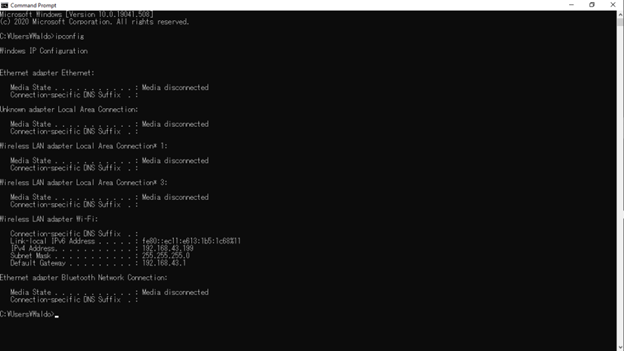 Command Prompt
Microsoft Windows [Version 10.0.19041.508]
(c) 2020 Microsoft Corporation. All rights reserved.
C:¥Users¥Waldo>ipconfig
Windows IP Configuration
Ethernet adapter Ethernet:
Media State . . . . . . . . . . . : Media disconnected
Connection-specific DNS Suffix  . :
Unknown adapter Local Area Connection:
Media State . . . . . . . . . . . : Media disconnected
Connection-specific DNS Suffix  . :
Wireless LAN adapter Local Area Connection* 1:
Media State . . . . . . . . . . . : Media disconnected
Connection-specific DNS Suffix  . :
Wireless LAN adapter Local Area Connection* 3:
Media State . . . . . . . . . . . : Media disconnected
Connection-specific DNS Suffix  . :
Wireless LAN adapter Wi-Fi:
Connection-specific DNS Suffix  . :
Link-local IPv6 Address . . . . . : fe80::ec11:e613:1b5:1c68%11
IPv4 Address. . . . . . . . . . . : 192.168.43.199
Subnet Mask . . . . . . . . . . . : 255.255.255.0
Default Gateway . . . . . . . . . : 192.168.43.1
Ethernet adapter Bluetooth Network Connection:
Media State . . . . . . . . . . . : Media disconnected
Connection-specific DNS Suffix  . :
C:¥Users¥Waldo>_